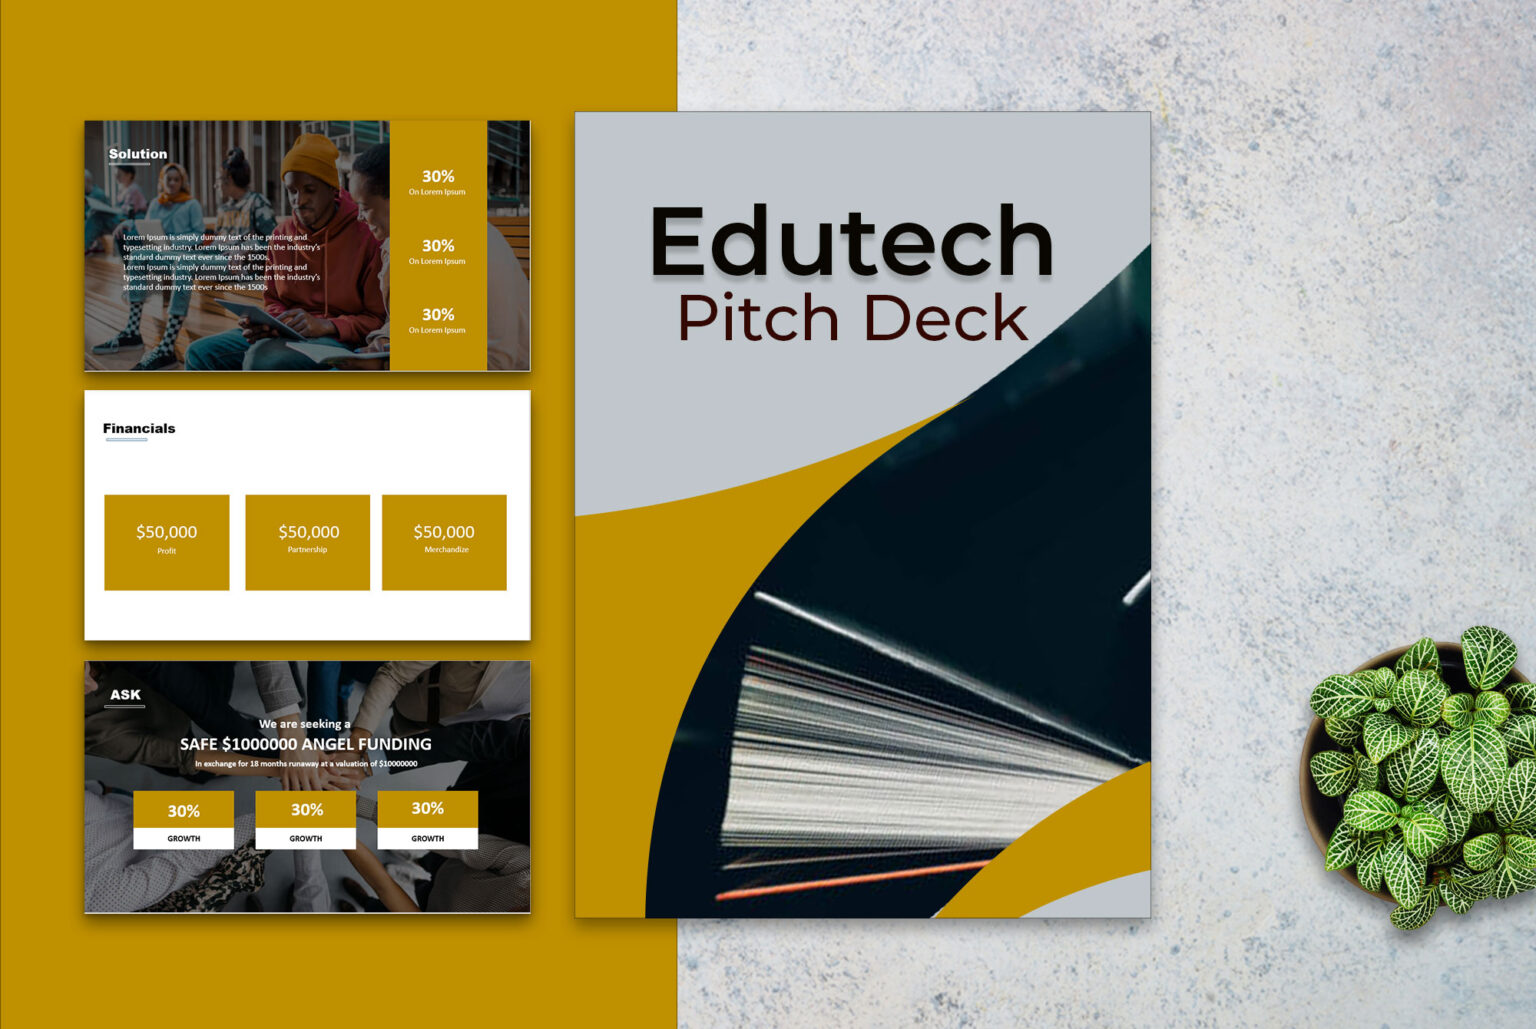 Solution
30%
On Lorem Ipsum
30%
On Lorem Ipsum
30%
On Lorem Ipsum
Lorem Ipsum is simply dummy text of the printing and
typesetting industry. Lorem Ipsum has been the industry's
standard dummy text ever since the 1500s.
Lorem Ipsum is simply dummy text of the printing and
typesetting industry. Lorem Ipsum has been the industry's
standard dummy text ever since the 1500s
Financials
$50,000
Profit
$50,000
Partnership
$50,000
Merchandize
ASK
We are seeking a
SAFE $1000000 ANGEL FUNDING
In exchange for 18 months runaway at a valuation of $10000000
30%
GROWTH
30%
GROWTH
30%
GROWTH
Edutech
Pitch Deck